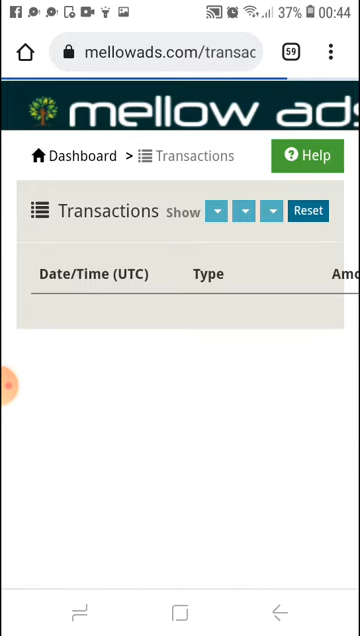 37% 00:44
mellowads.com/transac
59
mellow ads
Dashboard > Transactions
Help
Transactions Show Reset
Date/Time (UTC) Type Amo